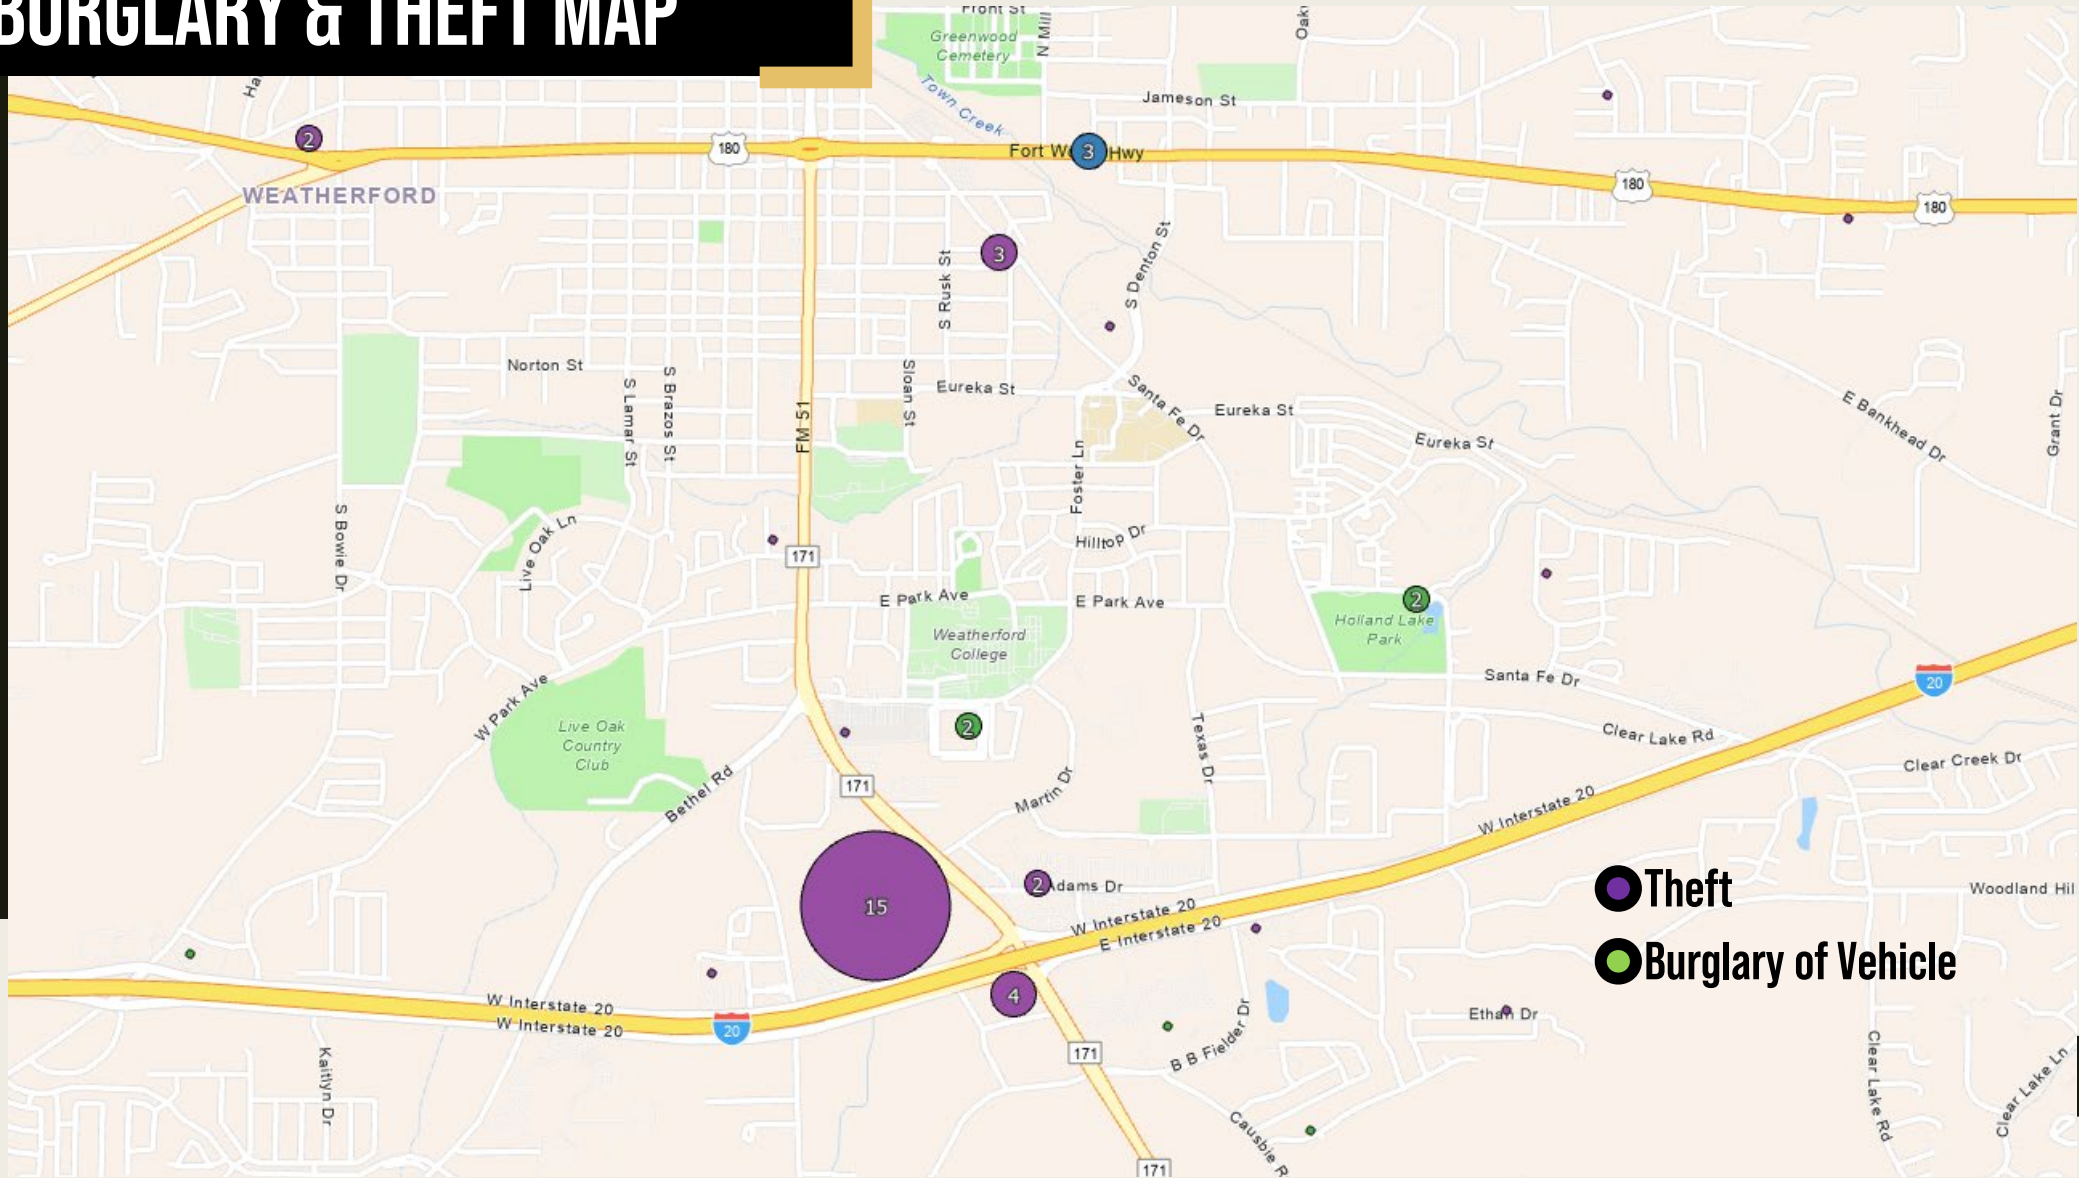 BURGLARY & THEFT MAP
Front St
Greenwood
Cemetery
N Mill
Town Creek
Jameson St
2
180
3
Hwy
180
180
WEATHERFORD
3
S Rusk St
S Denton St
Norton St
S Lamar St
S Brazos St
FM 51
Sloan St
Eureka St
Santa Fe Dr
Eureka St
Eureka St
E Bankhead Dr
Grant Dr
Foster Ln
S Bowie Dr
Live Oak Ln
171
Hilltop Dr
E Park Ave
E Park Ave
2
Holland Lake
Park
Weatherford
College
W Park Ave
Santa Fe Dr
20
Live Oak
Country
Club
2
Texas Dr
Clear Lake Rd
Clear Creek Dr
Bethel Rd
171
Martin Dr
W Interstate 20
15
2
Adams Dr
Theft
Woodland Hil
W Interstate 20
E Interstate 20
Burglary of Vehicle
4
W Interstate 20
W Interstate 20
20
Ethan Dr
171
B B Fielder Dr
Kaitlyn Dr
Clear Lake Rd
Clear Lake Ln
Causbie R
171